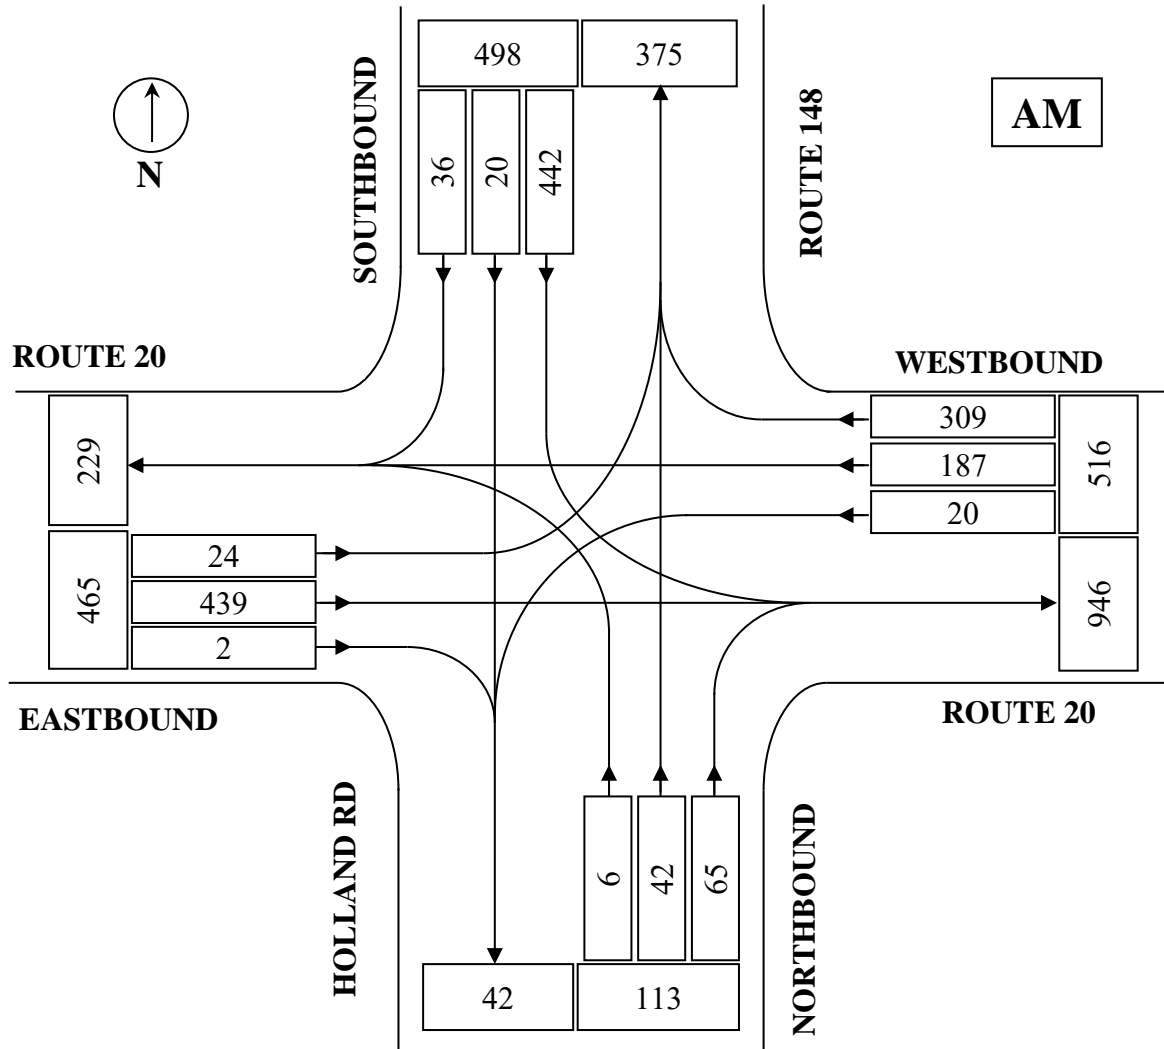 498
375
SOUTHBOUND
36
20
442
ROUTE 148
AM
N
ROUTE 20
WESTBOUND
229
309
187
20
516
465
24
439
2
946
EASTBOUND
ROUTE 20
HOLLAND RD
6
42
65
NORTHBOUND
42
113